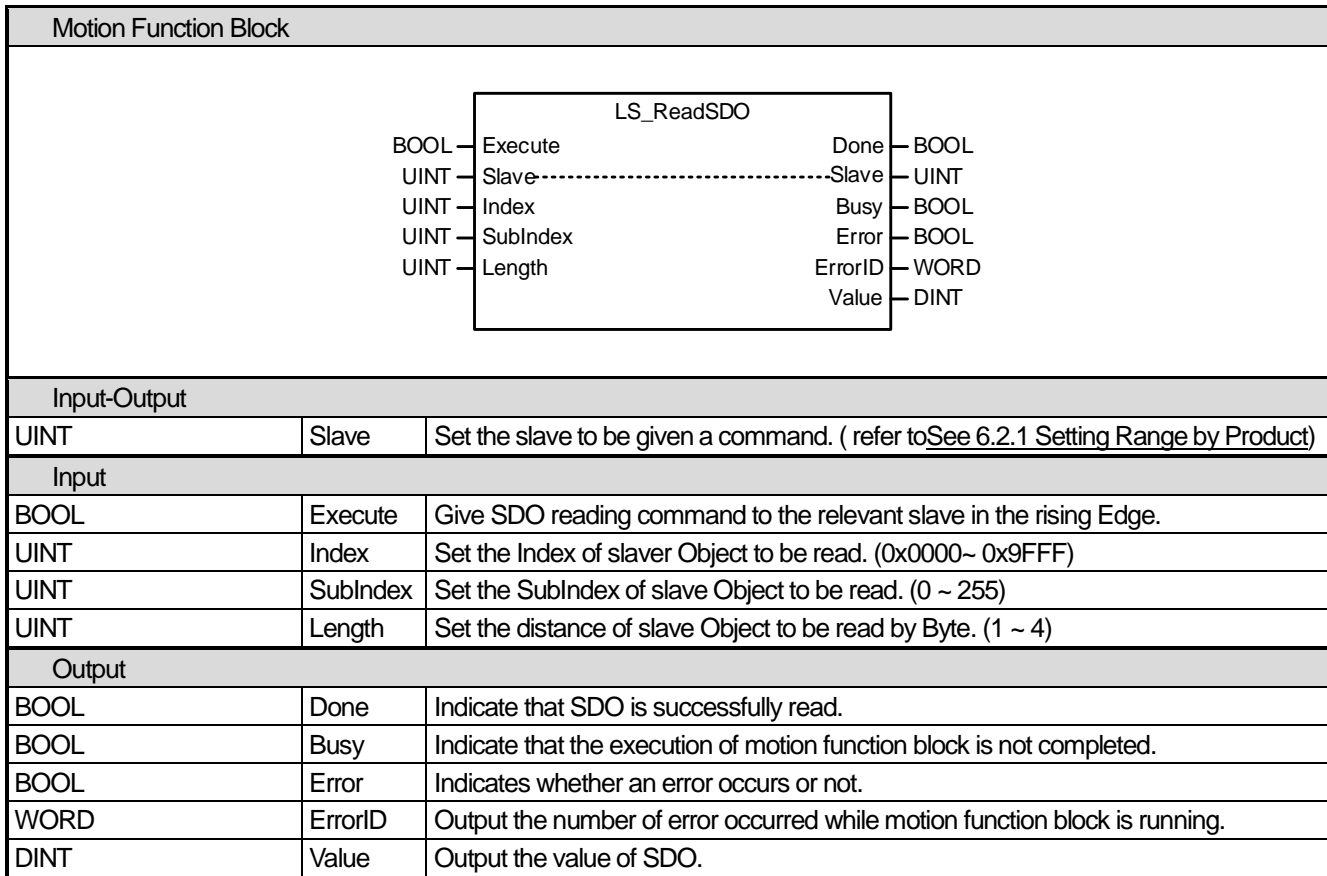 Motion Function Block
LS_ReadSDO
BOOL Execute Done BOOL
UINT Slave Slave UINT
UINT Index Busy BOOL
UINT SubIndex Error BOOL
UINT Length ErrorID WORD
Value DINT
Input-Output
UINT Slave Set the slave to be given a command. ( refer toSee 6.2.1 Setting Range by Product)
Input
BOOL Execute Give SDO reading command to the relevant slave in the rising Edge.
UINT Index Set the Index of slaver Object to be read. (0x0000~ 0x9FFF)
UINT SubIndex Set the SubIndex of slave Object to be read. (0 ~ 255)
UINT Length Set the distance of slave Object to be read by Byte. (1 ~ 4)
Output
BOOL Done Indicate that SDO is successfully read.
BOOL Busy Indicate that the execution of motion function block is not completed.
BOOL Error Indicates whether an error occurs or not.
WORD ErrorID Output the number of error occurred while motion function block is running.
DINT Value Output the value of SDO.